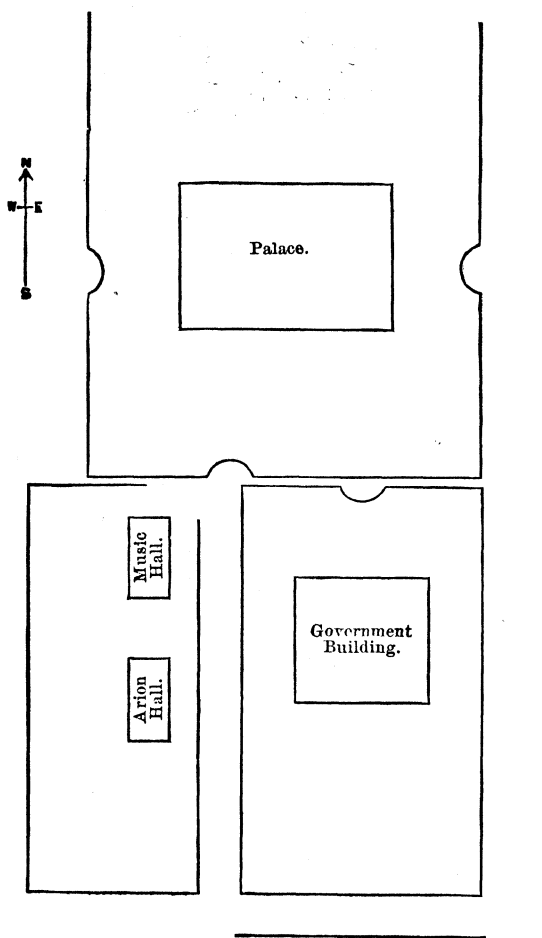 N
W E
S
Palace.
Music
Hall.
Government
Building.
Arion
Hall.